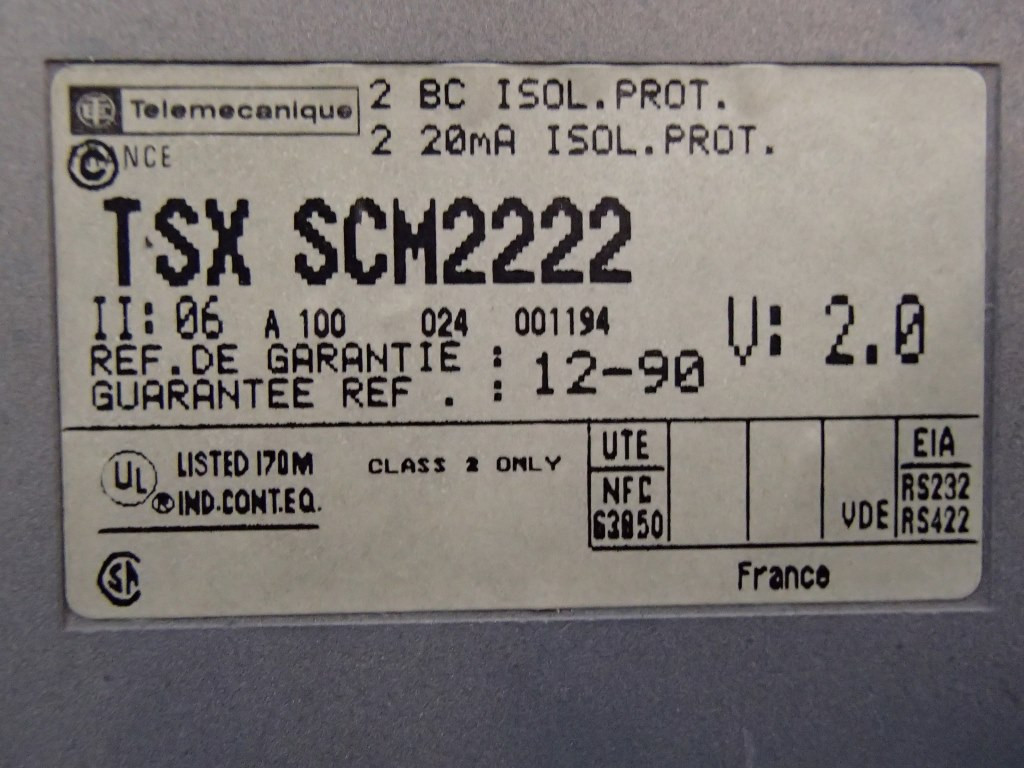 Telemecanique
2 BC ISOL.PROT.
2 20mA ISOL.PROT.
C NCE
TSX SCM2222
II: 06 A 100 024 001194
V: 2.0
REF.DE GARANTIE :
GUARANTEE REF . :
12-90
UL
LISTED 170M
® IND.CONT.EQ.
CLASS 2 ONLY
UTE
NFC
63850
VDE
EIA
RS232
RS422
SA
France